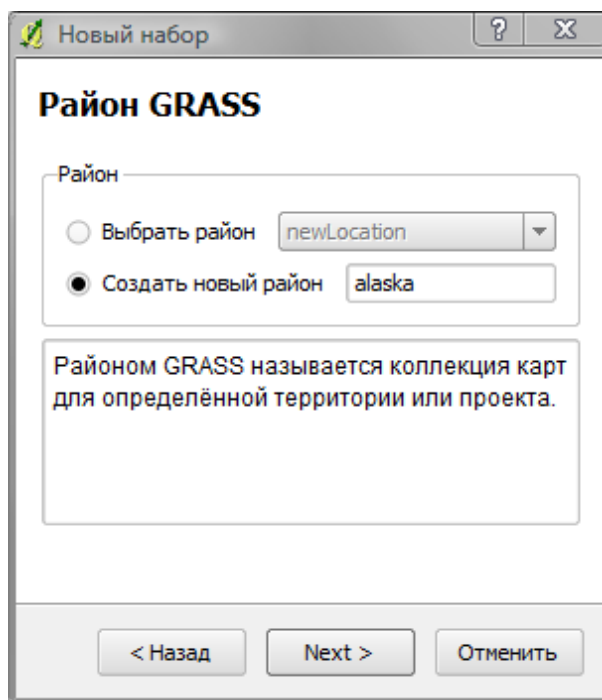 Новый набор
Район GRASS
Район
Выбрать район newLocation
Создать новый район alaska
Районом GRASS называется коллекция карт
для определённой территории или проекта.
< Назад Next > Отменить